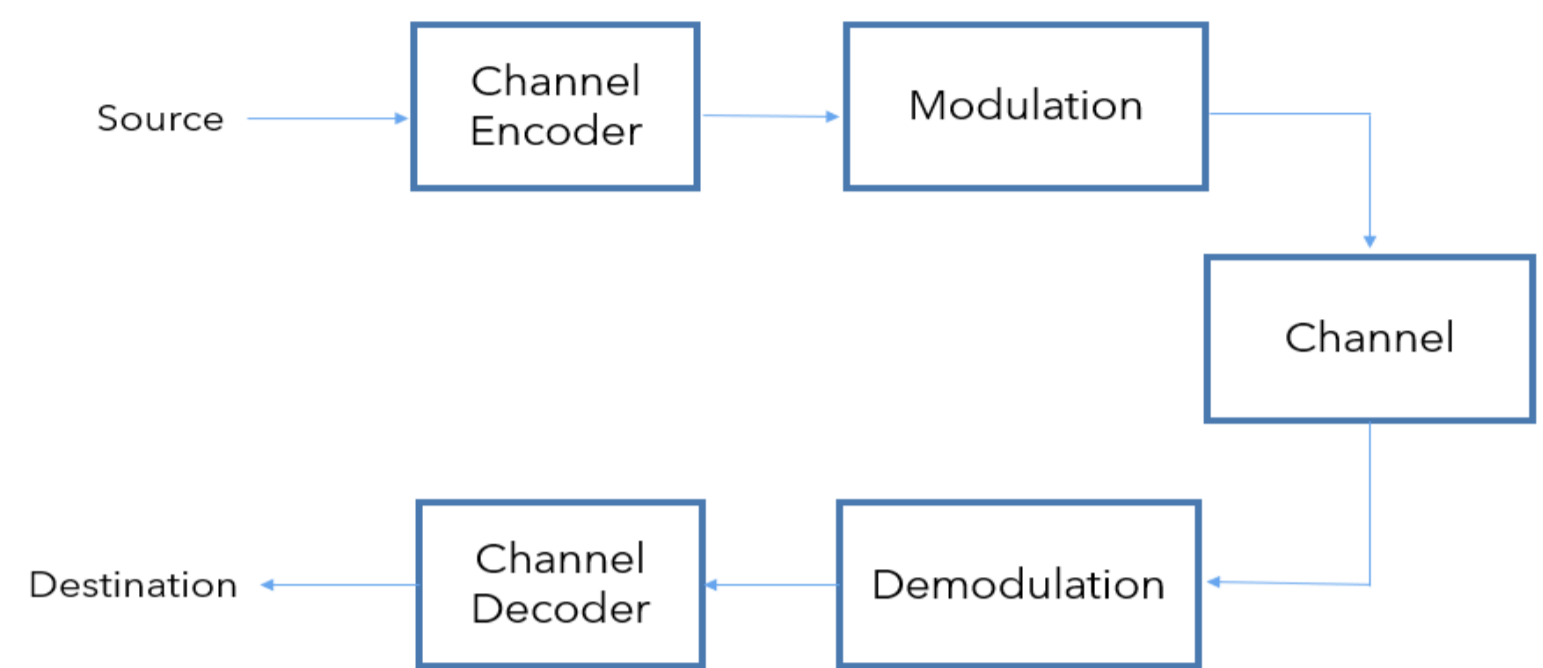 Source
Channel
Encoder
Modulation
Channel
Destination
Channel
Decoder
Demodulation